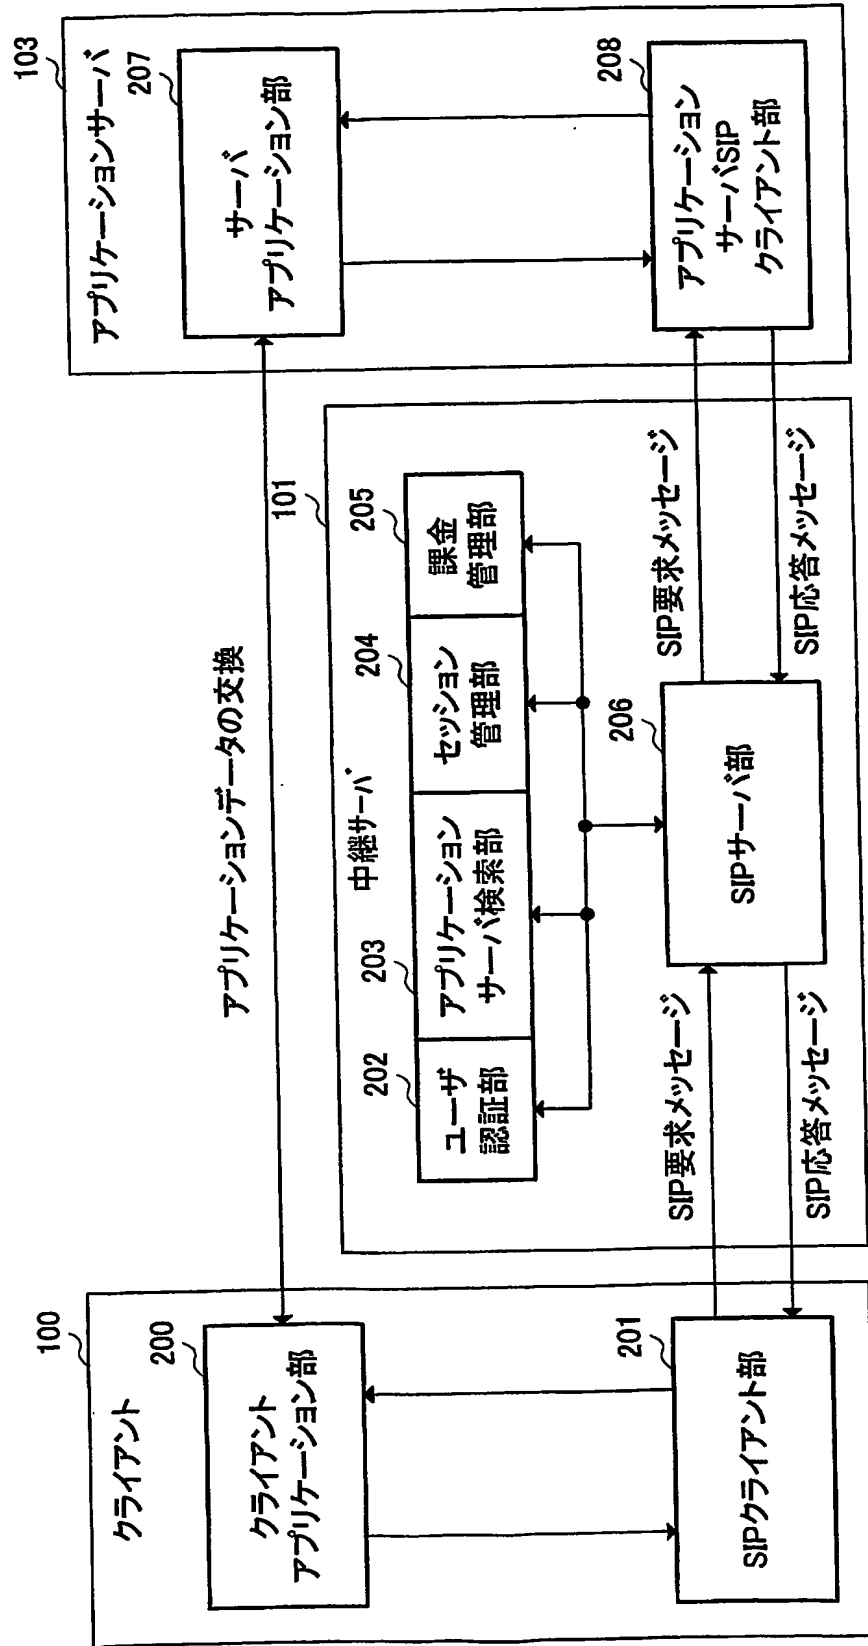 100
クライアント
200
クライアント
アプリケーション部
201
SIPクライアント部
アプリケーションデータの交換
101
中継サーバ
202
ユーザ
認証部
203
アプリケーション
サーバ検索部
204
セッション
管理部
205
課金
管理部
206
SIPサーバ部
SIP要求メッセージ
SIP応答メッセージ
SIP要求メッセージ
SIP応答メッセージ
103
アプリケーションサーバ
207
サーバ
アプリケーション部
208
アプリケーション
サーバSIP
クライアント部